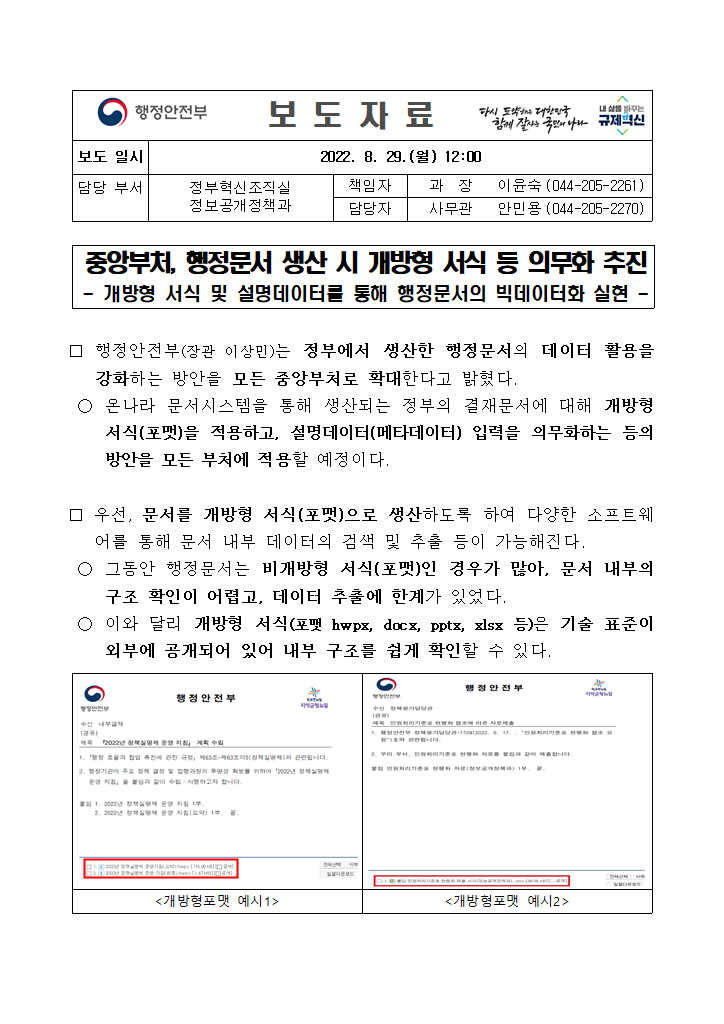 행정안전부
보도자료
다시 도약하는 대한민국
함께 잘사는 국민의 나라
내 삶을 바꾸는
규제혁신
보도 일시
2022. 8. 29.(월) 12:00
담당 부서
정부혁신조직실
정보공개정책과
책임자 과 장 이윤숙(044-205-2261)
담당자 사무관 안민용(044-205-2270)
중앙부처, 행정문서 생산 시 개방형 서식 등 의무화 추진
- 개방형 서식 및 설명데이터를 통해 행정문서의 빅데이터화 실현 -
□ 행정안전부(장관 이상민)는 정부에서 생산한 행정문서의 데이터 활용을
강화하는 방안을 모든 중앙부처로 확대한다고 밝혔다.
○ 온나라 문서시스템을 통해 생산되는 정부의 결재문서에 대해 개방형
서식(포맷)을 적용하고, 설명데이터(메타데이터) 입력을 의무화하는 등의
방안을 모든 부처에 적용할 예정이다.
□ 우선, 문서를 개방형 서식(포맷)으로 생산하도록 하여 다양한 소프트웨
어를 통해 문서 내부 데이터의 검색 및 추출 등이 가능해진다.
○ 그동안 행정문서는 비개방형 서식(포맷)인 경우가 많아, 문서 내부의
구조 확인이 어렵고, 데이터 추출에 한계가 있었다.
○ 이와 달리 개방형 서식(포맷 hwpx, docx, pptx, xlsx 등)은 기술 표준이
외부에 공개되어 있어 내부 구조를 쉽게 확인할 수 있다.
행정안전부
행 정 안 전 부
지역균형뉴딜
수신 내부결재
(경유)
제목 「2022년 정책실명제 운영 지침」 계획 수립
1. 「행정 효율과 협업 촉진에 관한 규정」 제63조~제63조의5(정책실명제)와 관련됩니다.
2. 행정기관의 주요 정책 결정 및 집행과정의 투명성 확보를 위하여 「2022년 정책실명제
운영 지침」을 붙임과 같이 수립·시행하고자 합니다.
붙임 1. 2022년 정책실명제 운영 지침 1부.
2. 2022년 정책실명제 운영 지침(요약) 1부. 끝.
전체선택 이력
일괄다운로드
행정안전부
행 정 안 전 부
지역균형뉴딜
수신 정책평가담당관
(경유)
제목 민원처리기준표 현행화 협조에 따른 자료제출
1. 행정안전부 정책평가담당관-1729(2022. 6. 17., "민원처리기준표 현행화 협조 요
청")호와 관련됩니다.
2. 우리 부서, 민원처리기준표 현행화 자료를 붙임과 같이 제출합니다.
붙임 민원처리기준표 현행화 자료(정보공개정책과) 1부. 끝.
전체선택 이력
일괄다운로드
<개방형포맷 예시1>
<개방형포맷 예시2>